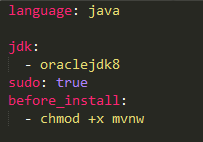 language: java
jdk:
- oraclejdk8
sudo: true
before_install:
- chmod +x mvnw